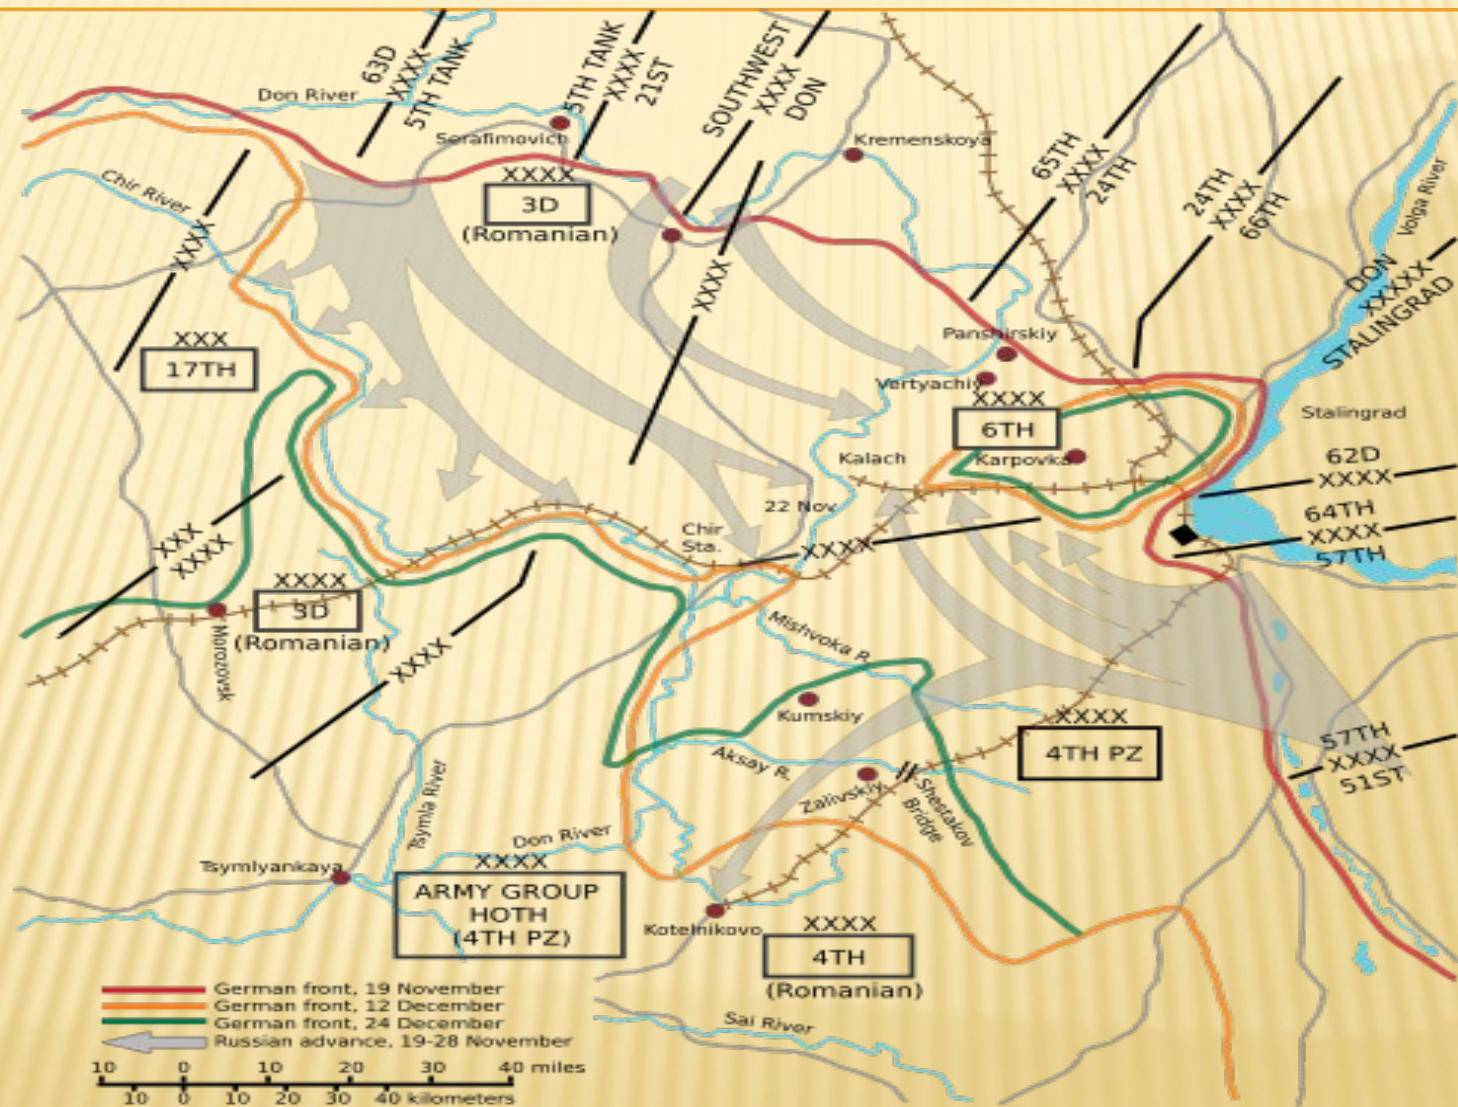 63D
XXXX
5TH TANK
5TH TANK
XXXX
21ST
SOUTHWEST
XXXX
DON
Don River
Serafimovich
Kremenskoya
65TH
XXXX
24TH
24TH
XXXX
66TH
Volga River
DON
XXXXX
STALINGRAD
Chir River
XXXX
XXXX
3D
(Romanian)
XXXX
XXX
17TH
Panshirskiy
Vertyachiy
XXXX
6TH
Karpovka
Kalach
Stalingrad
62D
XXXX
64TH
XXXX
57TH
22 Nov
Chir
Sta.
XXXX
XXX
XXXX
XXXX
3D
(Romanian)
Morozovsk
XXXX
Mishvoka R.
Kumskiy
XXXX
4TH PZ
57TH
XXXX
51ST
Aksay R.
Zalivskiy
Shestakov
Bridge
Tsymla River
Don River
Tsymlyankaya
XXXX
ARMY GROUP
HOTH
(4TH PZ)
Kotelnikovo
XXXX
4TH
(Romanian)
Sal River
German front, 19 November
German front, 12 December
German front, 24 December
Russian advance, 19-28 November
10 0 10 20 30 40 miles
10 0 10 20 30 40 kilometers